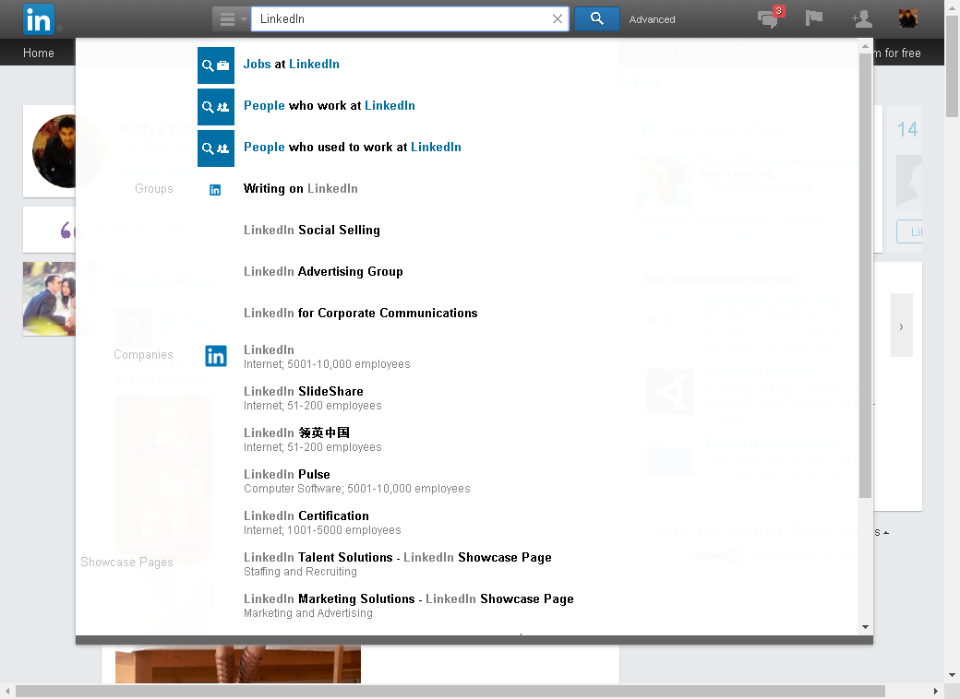 in
LinkedIn
Advanced
3
Home
m for free
Jobs at LinkedIn
People who work at LinkedIn
People who used to work at LinkedIn
14
Groups
in
Writing on LinkedIn
LinkedIn Social Selling
LinkedIn Advertising Group
LinkedIn for Corporate Communications
Companies
in
LinkedIn
Internet; 5001-10,000 employees
LinkedIn SlideShare
Internet; 51-200 employees
LinkedIn 领英中国
Internet; 51-200 employees
LinkedIn Pulse
Computer Software; 5001-10,000 employees
LinkedIn Certification
Internet; 1001-5000 employees
Showcase Pages
LinkedIn Talent Solutions - LinkedIn Showcase Page
Staffing and Recruiting
LinkedIn Marketing Solutions - LinkedIn Showcase Page
Marketing and Advertising